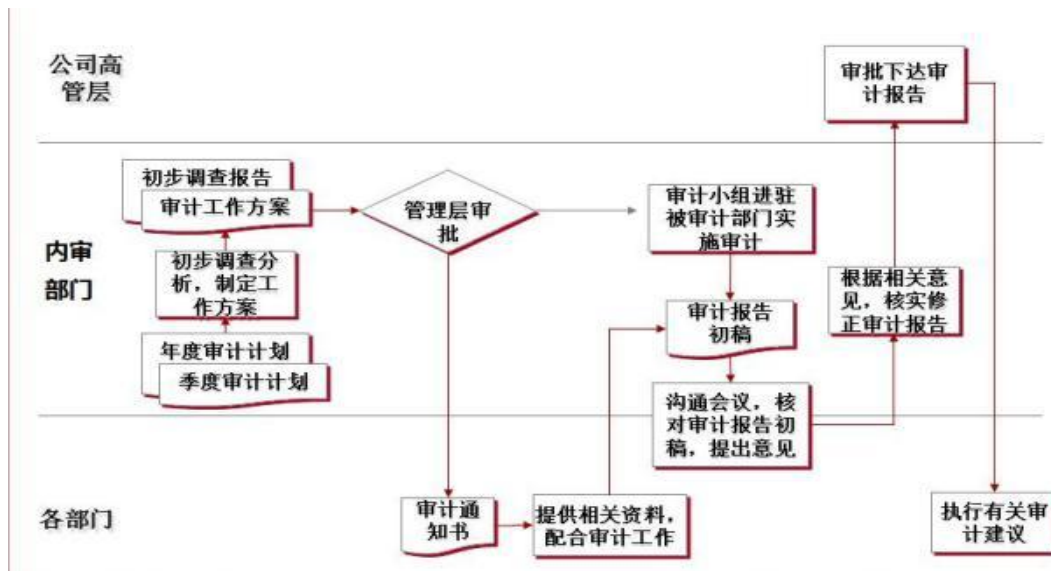 公司高
管层
审批下达审
计报告
初步调查报告
审计工作方案
管理层审
批
审计小组进驻
被审计部门实
施审计
内审
部门
初步调查分
析，制定工
作方案
根据相关意
见，核实修
正审计报告
审计报告
初稿
年度审计计划
季度审计计划
沟通会议，核
对审计报告初
稿，提出意见
各部门
审计通
知书
提供相关资料，
配合审计工作
执行有关审
计建议